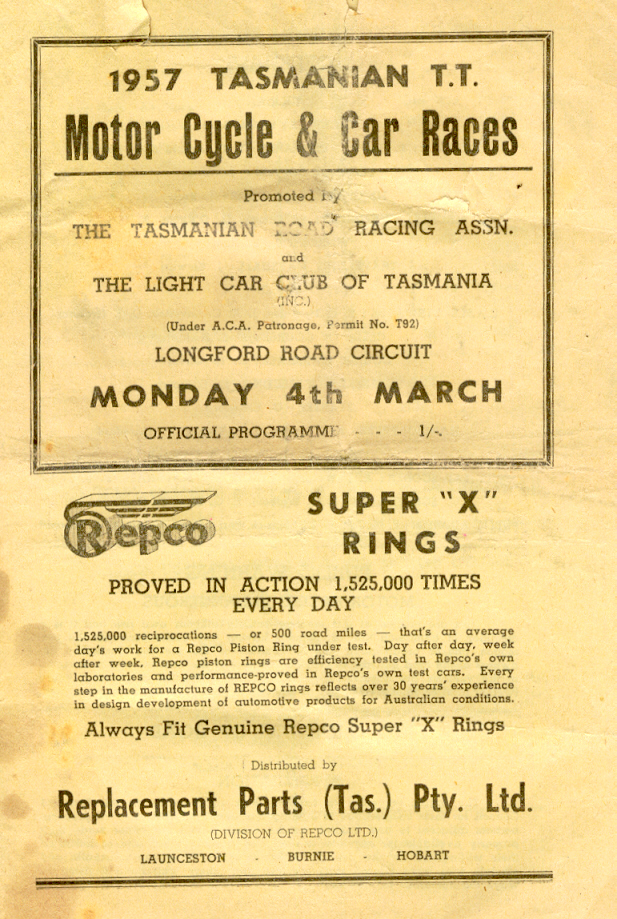 1957 TASMANIAN T.T.
Motor Cycle & Car Races
Promoted by
THE TASMANIAN ROAD RACING ASSN.
and
THE LIGHT CAR CLUB OF TASMANIA
(INC.)
(Under A.C.A. Patronage, Permit No. T92)
LONGFORD ROAD CIRCUIT
MONDAY 4th MARCH
OFFICIAL PROGRAMME - - - 1/-.
Repco
SUPER "X"
RINGS
PROVED IN ACTION 1,525,000 TIMES
EVERY DAY
1,525,000 reciprocations — or 500 road miles — that's an average
day's work for a Repco Piston Ring under test. Day after day, week
after week, Repco piston rings are efficiency tested in Repco's own
laboratories and performance-proved in Repco's own test cars. Every
step in the manufacture of REPCO rings reflects over 30 years' experience
in design development of automotive products for Australian conditions.
Always Fit Genuine Repco Super "X" Rings
Distributed by
Replacement Parts (Tas.) Pty. Ltd.
(DIVISION OF REPCO LTD.)
LAUNCESTON - BURNIE - HOBART